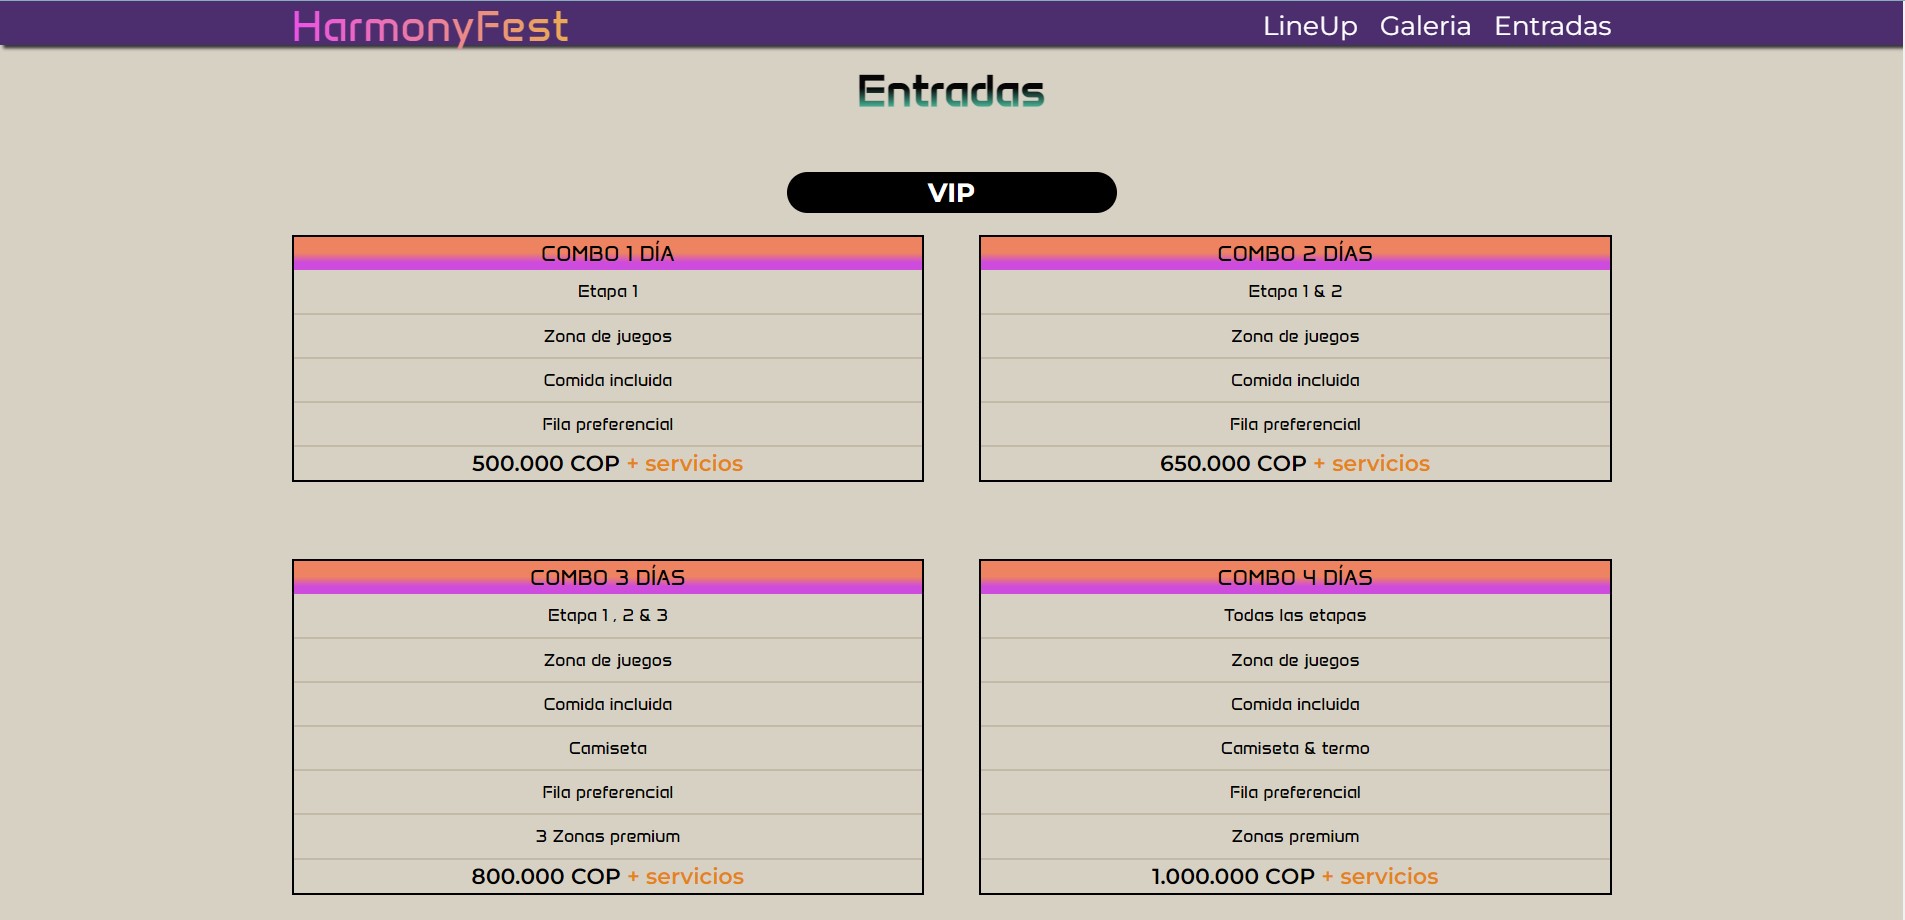 HarmonyFest LineUp Galeria Entradas
Entradas
VIP
COMBO 1 DÍA
Etapa 1
Zona de juegos
Comida incluida
Fila preferencial
500.000 COP + servicios
COMBO 2 DÍAS
Etapa 1 & 2
Zona de juegos
Comida incluida
Fila preferencial
650.000 COP + servicios
COMBO 3 DÍAS
Etapa 1 , 2 & 3
Zona de juegos
Comida incluida
Camiseta
Fila preferencial
3 Zonas premium
800.000 COP + servicios
COMBO 4 DÍAS
Todas las etapas
Zona de juegos
Comida incluida
Camiseta & termo
Fila preferencial
Zonas premium
1.000.000 COP + servicios